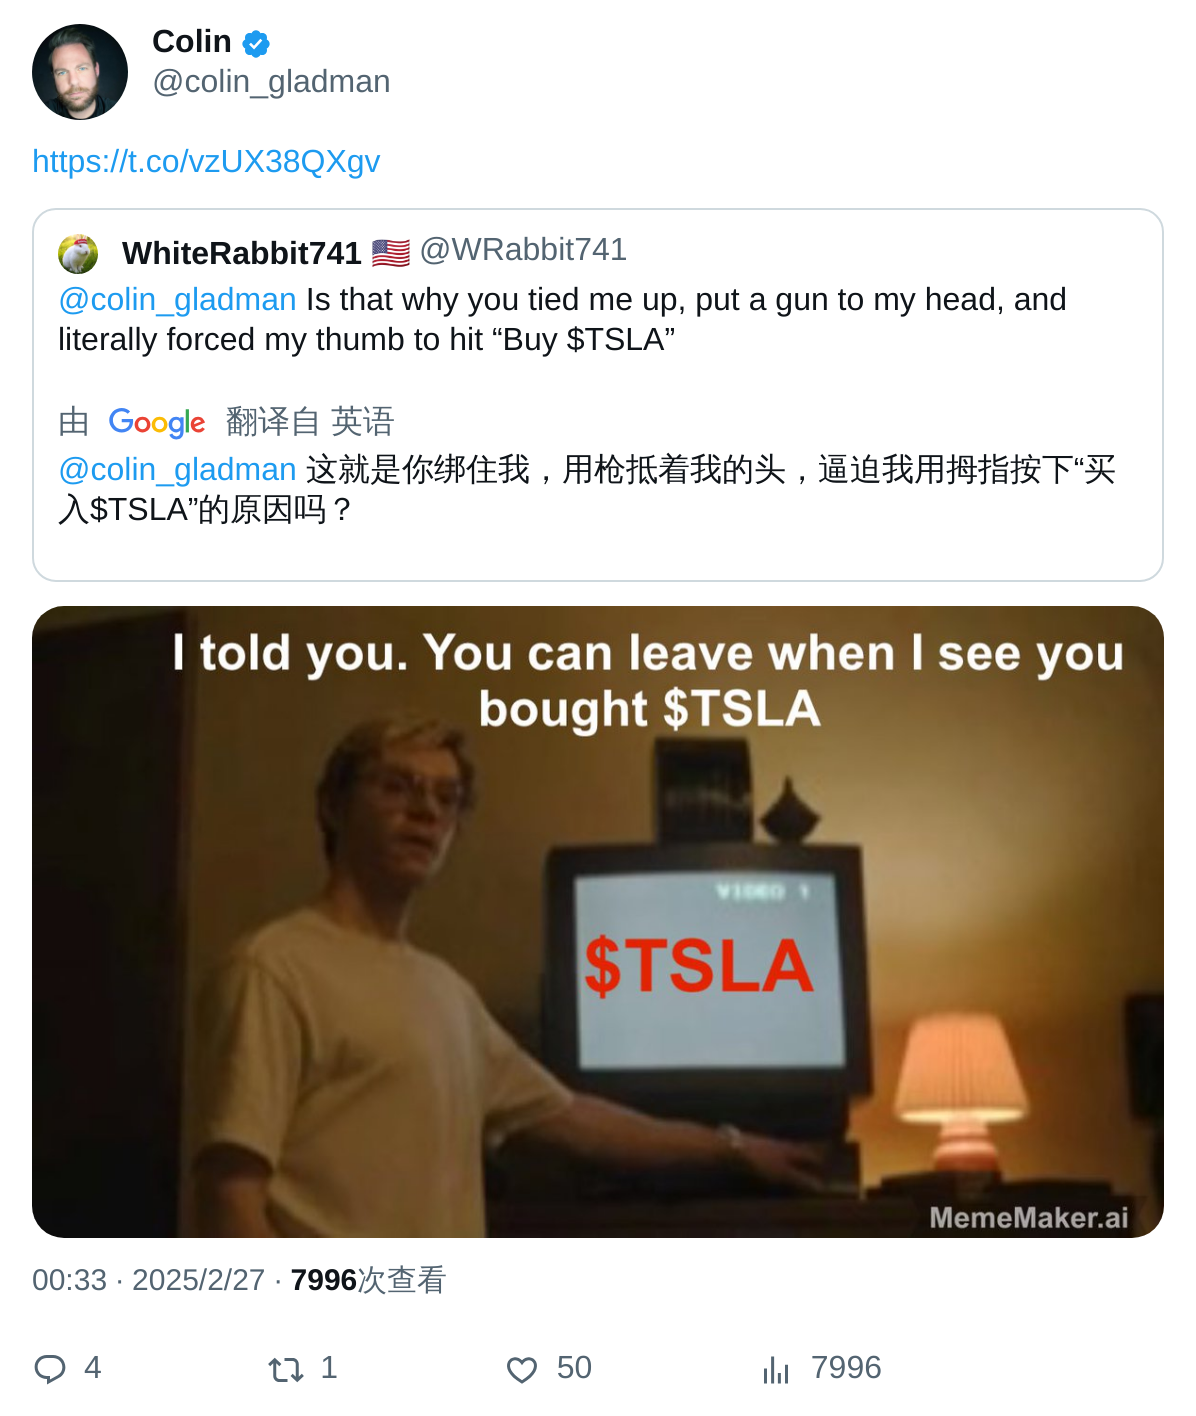 Colin
@colin_gladman
https://t.co/vzUX38QXgv
WhiteRabbit741 🇺🇸 @WRabbit741
@colin_gladman Is that why you tied me up, put a gun to my head, and
literally forced my thumb to hit “Buy $TSLA”
由 Google 翻译自 英语
@colin_gladman 这就是你绑住我，用枪抵着我的头，逼迫我用拇指按下“买
入$TSLA”的原因吗？
I told you. You can leave when I see you
bought $TSLA
VIDEO 1
$TSLA
MemeMaker.ai
00:33 · 2025/2/27 · 7996次查看
4 1 50 7996